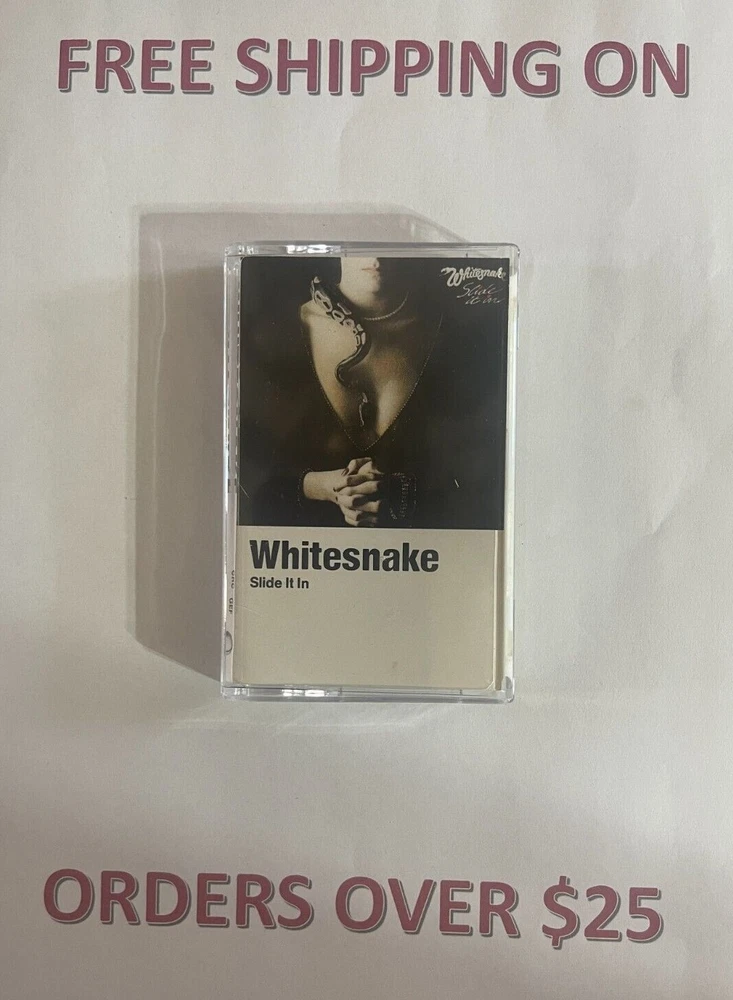 FREE SHIPPING ON
Whitesnake
Slide
it in
Whitesnake
Slide It In
ORDERS OVER $25